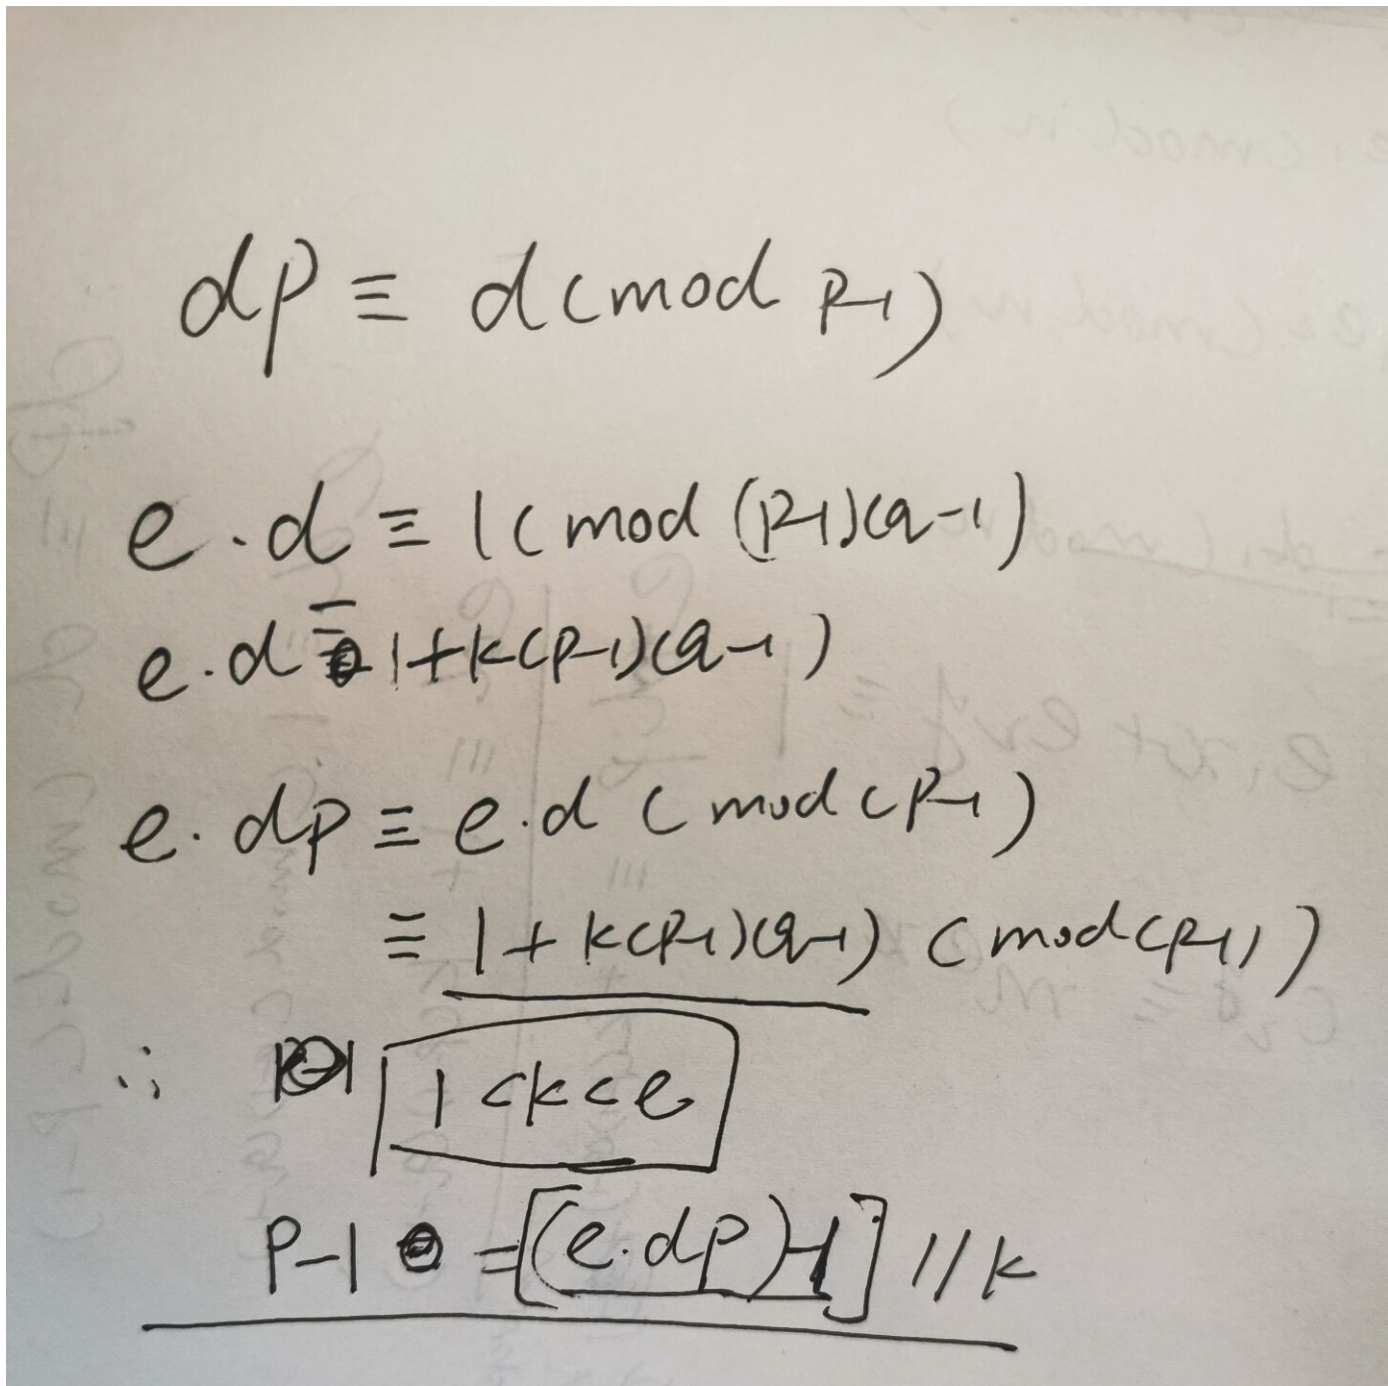 dp ≡ d (mod p-1)
e.d ≡ 1 (mod (p-1)(q-1)
e.d = 1+k(p-1)(q-1)
e.dp ≡ e.d (mod (p-1)
≡ 1+k(p-1)(q-1) (mod (p-1))
∴ 1<k<e
p-1 = [(e.dp)-1] //k